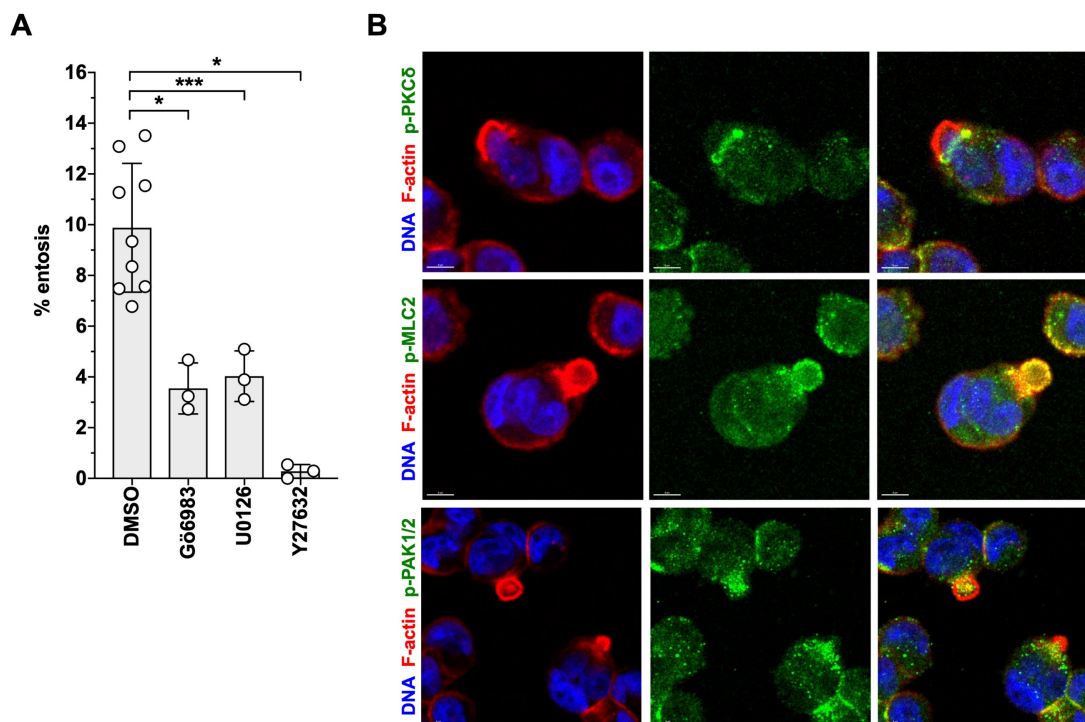 A
B
16
14
12
10
8
6
4
2
0
% entosis
*
***
*
DMSO
Gö6983
U0126
Y27632
DNA F-actin p-PKCδ
DNA F-actin p-MLC2
DNA F-actin p-PAK1/2